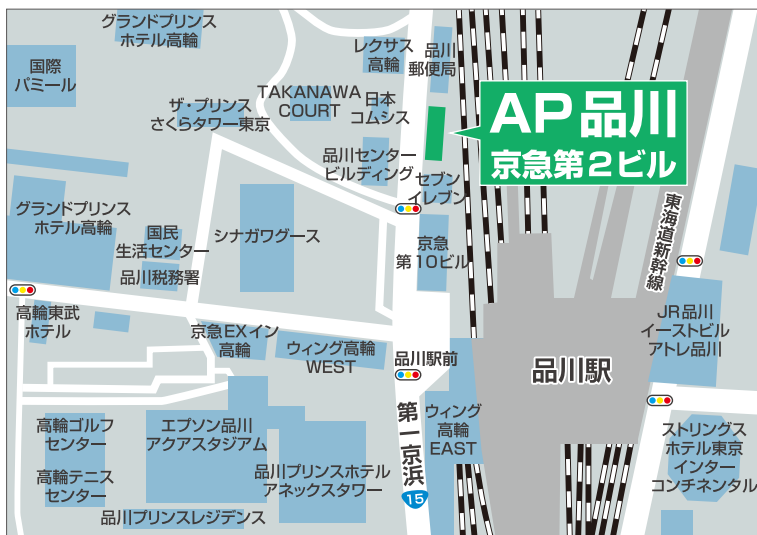 グランドプリンス
ホテル高輪
国際
パミール
レクサス
高輪
品川
郵便局
TAKANAWA
COURT
日本
コムシス
ザ・プリンス
さくらタワー東京
AP 品川
京急第2ビル
品川センター
ビルディング
セブン
イレブン
グランドプリンス
ホテル高輪
国民
生活センター
シナガワグース
品川税務署
京急
第10ビル
東海道新幹線
高輪東武
ホテル
京急EXイン
高輪
ウィング高輪
WEST
品川駅前
品川駅
JR品川
イーストビル
アトレ品川
高輪ゴルフ
センター
エプソン品川
アクアスタジアム
第一京浜
15
ウィング
高輪
EAST
ストリングス
ホテル東京
インター
コンチネンタル
高輪テニス
センター
品川プリンスホテル
アネックスタワー
品川プリンスレジデンス